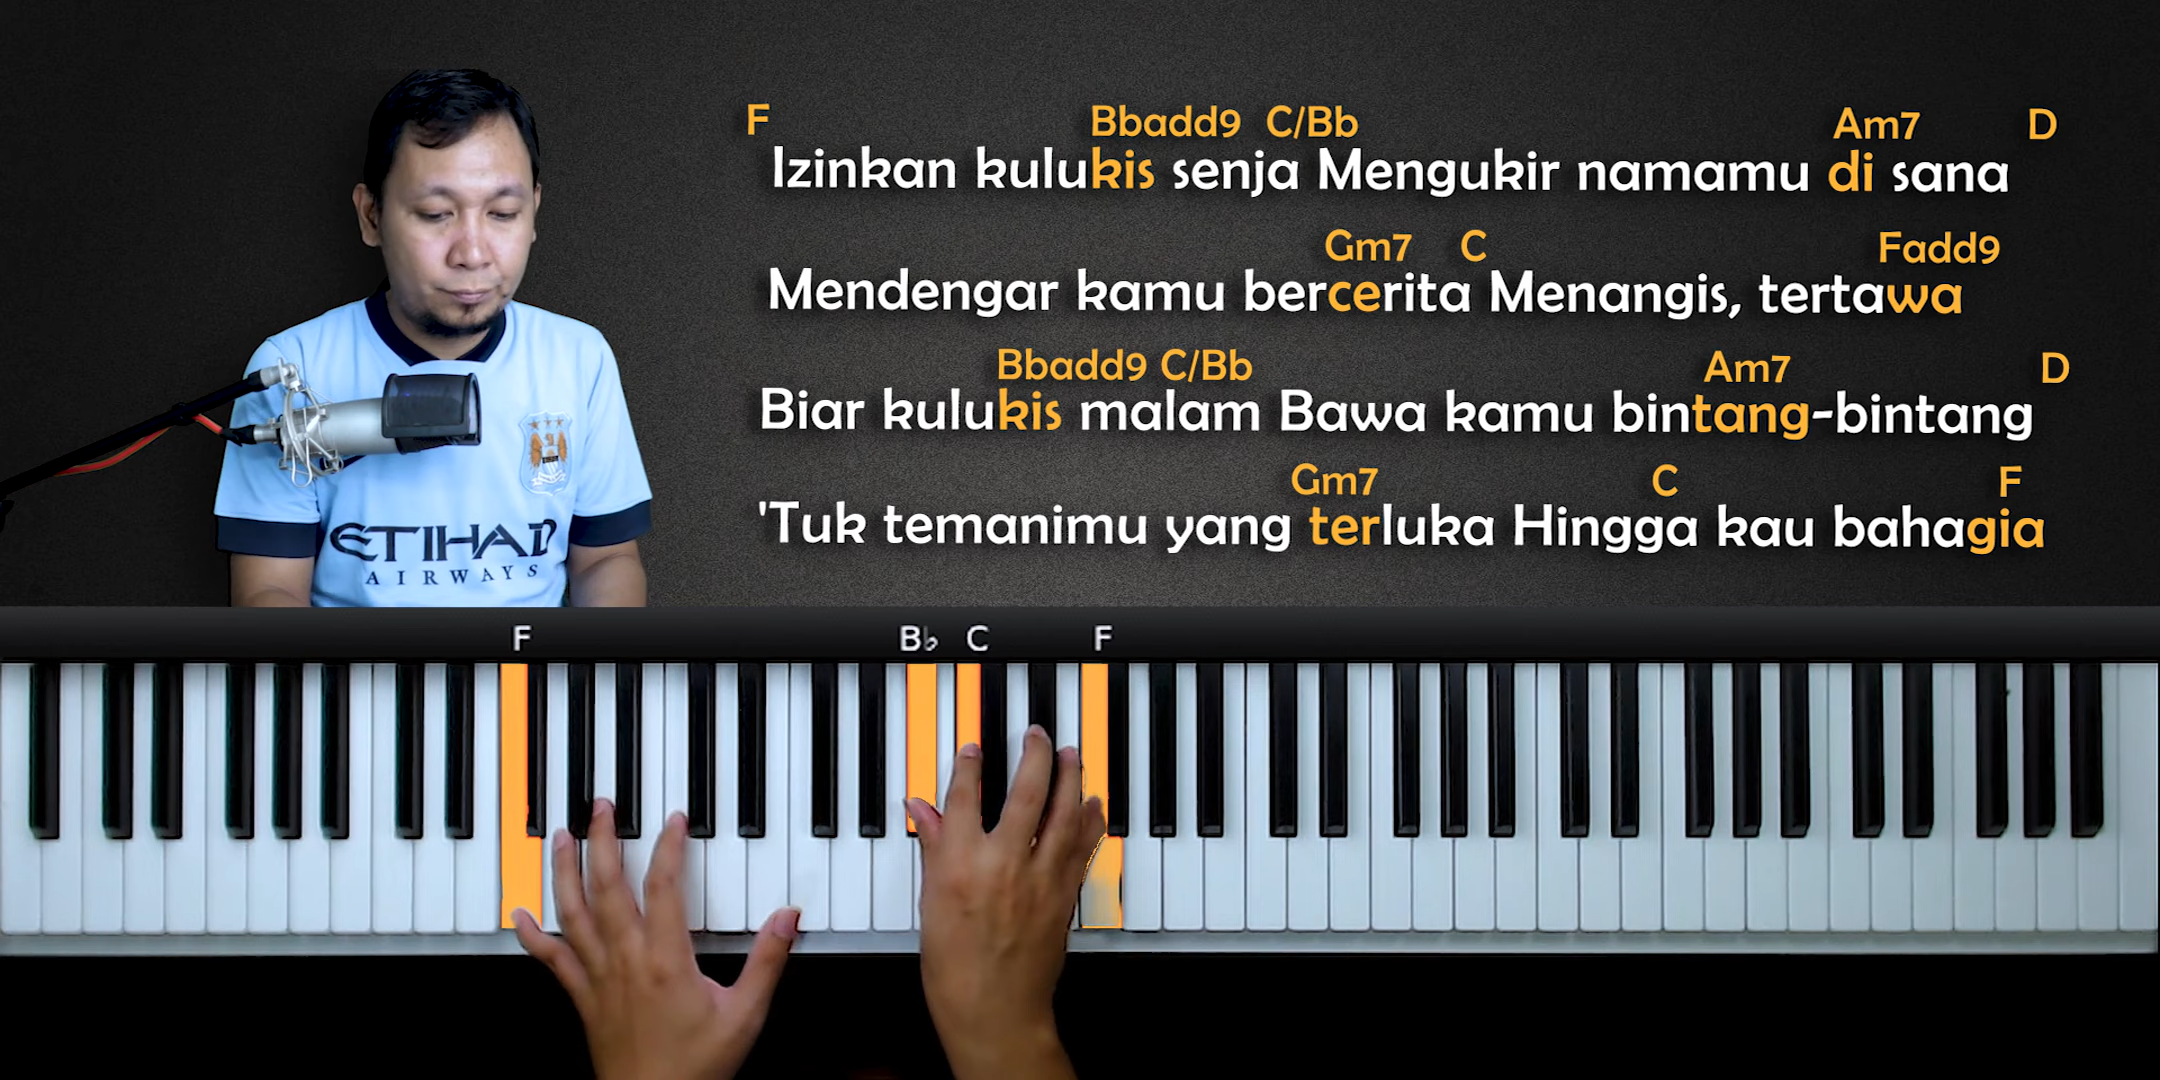 F Bbadd9 C/Bb Am7 D
Izinkan kulukis senja Mengukir namamu di sana
Gm7 C Fadd9
Mendengar kamu bercerita Menangis, tertawa
Bbadd9 C/Bb Am7 D
Biar kulukis malam Bawa kamu bintang-bintang
Gm7 C F
'Tuk temanimu yang terluka Hingga kau bahagia
ETIHAD
AIRWAYS
F B♭ C F